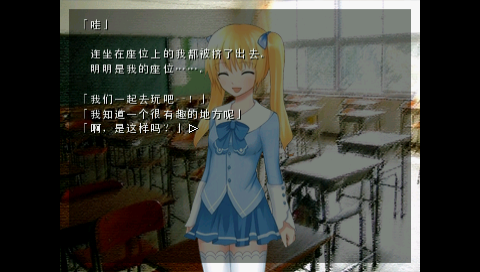 「哇」
连坐在座位上的我都被挤了出去。
明明是我的座位……。
「我们一起去玩吧—！」
「我知道一个很有趣的地方呢」
「啊，是这样吗？」▷